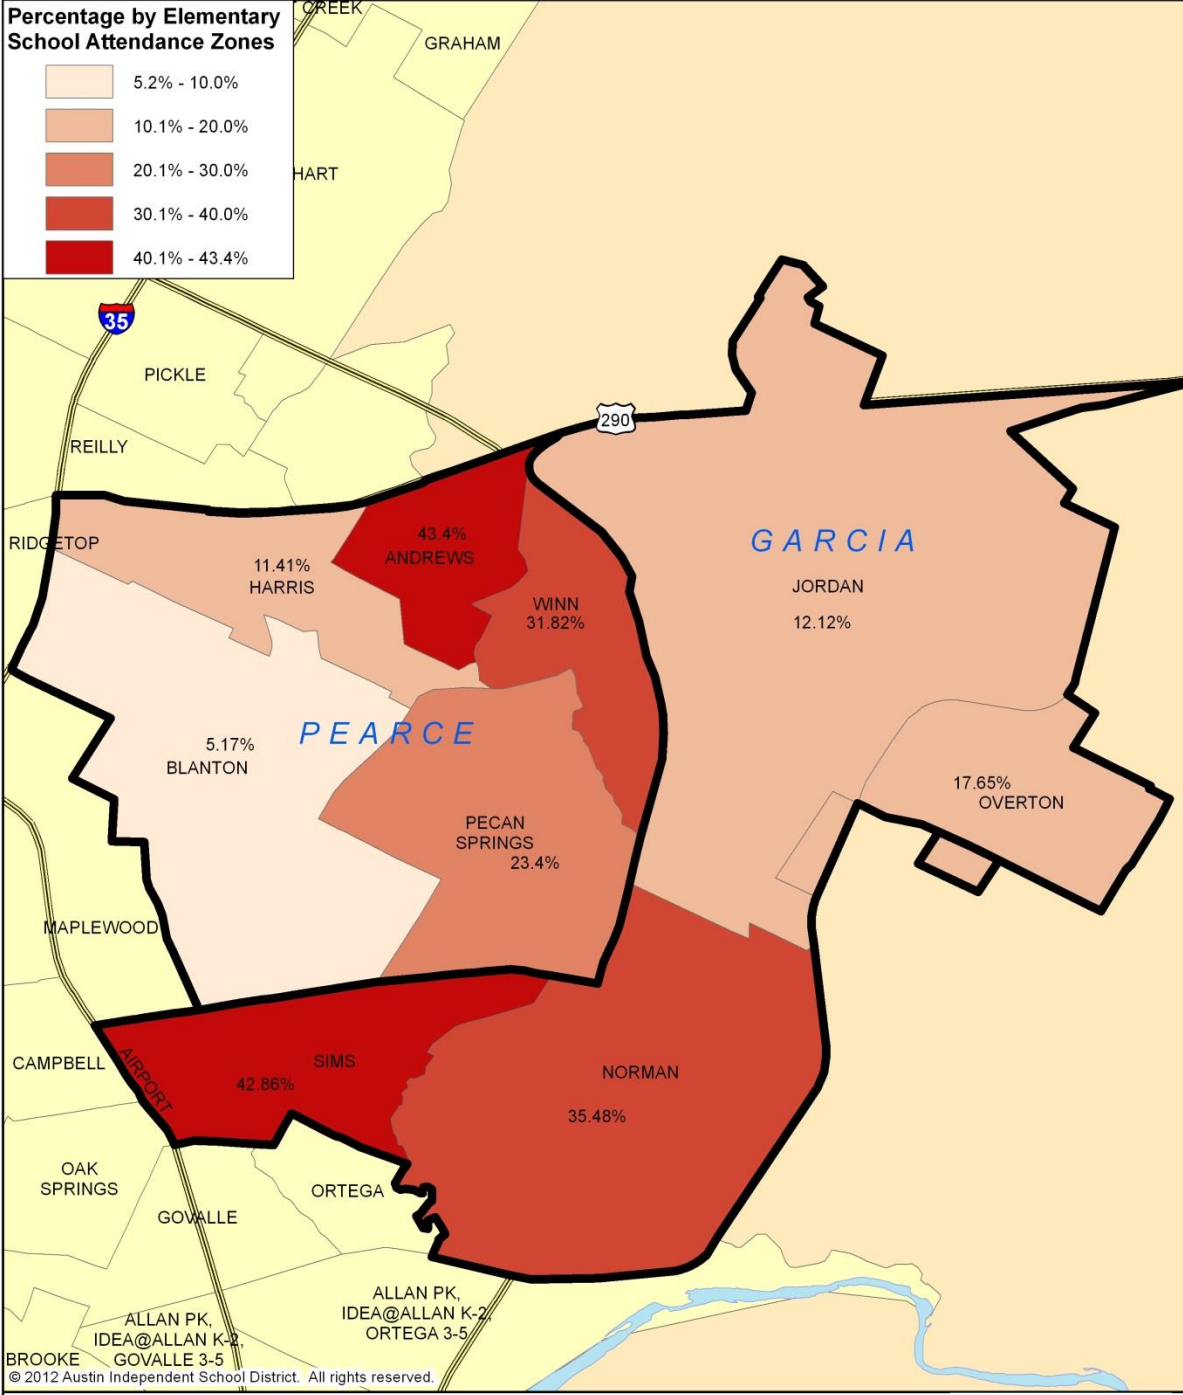 Percentage by Elementary
School Attendance Zones
5.2% - 10.0%
10.1% - 20.0%
20.1% - 30.0%
30.1% - 40.0%
40.1% - 43.4%
CREEK
GRAHAM
HART
35
PICKLE
REILLY
290
RIDGETOP
43.4%
ANDREWS
11.41%
HARRIS
WINN
31.82%
GARCIA
JORDAN
12.12%
PEARCE
5.17%
BLANTON
17.65%
OVERTON
PECAN
SPRINGS
23.4%
MAPLEWOOD
CAMPBELL
AIRPORT
SIMS
42.86%
NORMAN
35.48%
OAK
SPRINGS
GOVALLE
ORTEGA
ALLAN PK,
IDEA@ALLAN K-2,
ORTEGA 3-5
ALLAN PK,
IDEA@ALLAN K-2,
GOVALLE 3-5
BROOKE
© 2012 Austin Independent School District. All rights reserved.